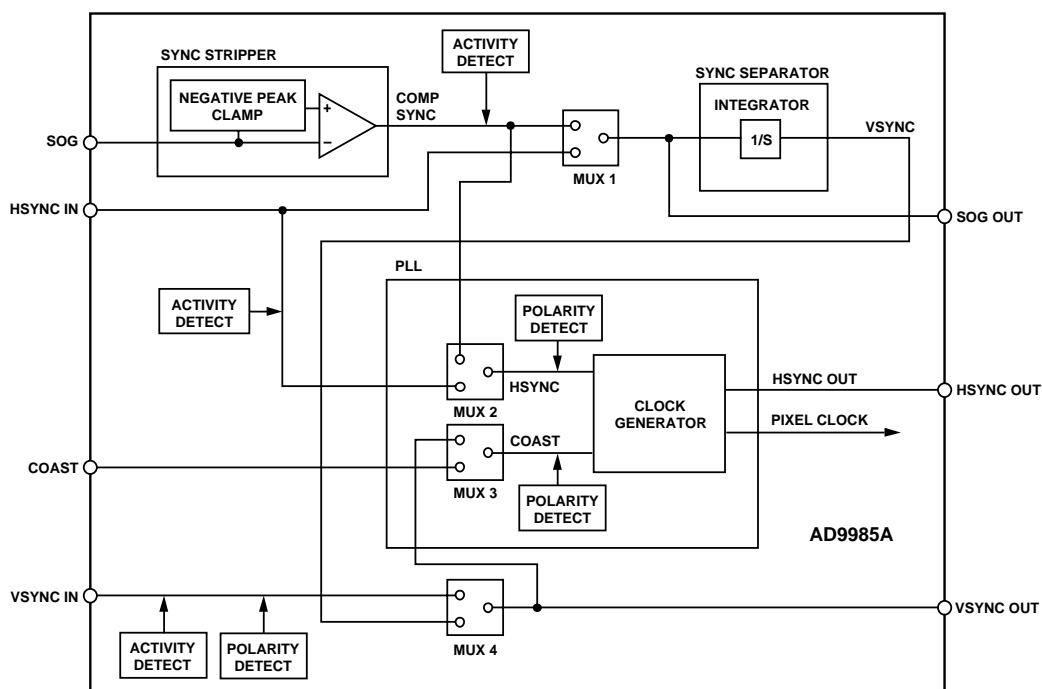 SYNC STRIPPER
ACTIVITY
DETECT
NEGATIVE PEAK
CLAMP
+
−
COMP
SYNC
SYNC SEPARATOR
INTEGRATOR
1/S
VSYNC
SOG
MUX 1
HSYNC IN
SOG OUT
PLL
ACTIVITY
DETECT
POLARITY
DETECT
HSYNC
MUX 2
CLOCK
GENERATOR
HSYNC OUT
HSYNC OUT
PIXEL CLOCK
COAST
COAST
MUX 3
POLARITY
DETECT
AD9985A
VSYNC IN
VSYNC OUT
ACTIVITY
DETECT
POLARITY
DETECT
MUX 4